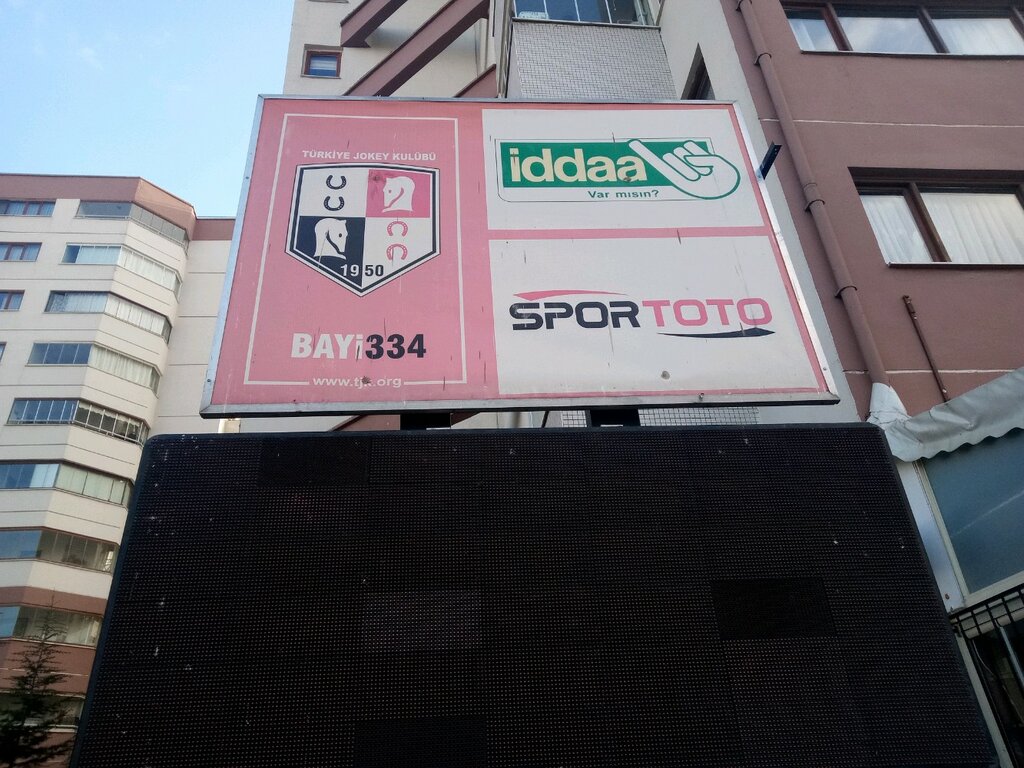 TÜRKİYE JOKEY KULÜBÜ
1950
BAYİ334
www.tjk.org
iddaa
Var mısın?
SPORTOTO